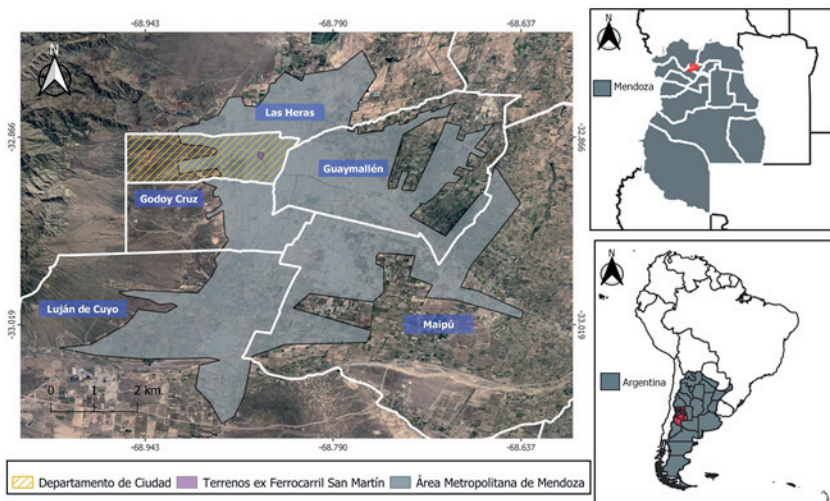 -68.943 -68.790 -68.637
N
-32.866 -32.866
Las Heras
Guaymallén
Godoy Cruz
Luján de Cuyo
Maipú
-33.019 -33.019
0 1 2 km
-68.943 -68.790 -68.637
Departamento de Ciudad Terrenos ex Ferrocarril San Martín Área Metropolitana de Mendoza
N
Mendoza
N
Argentina